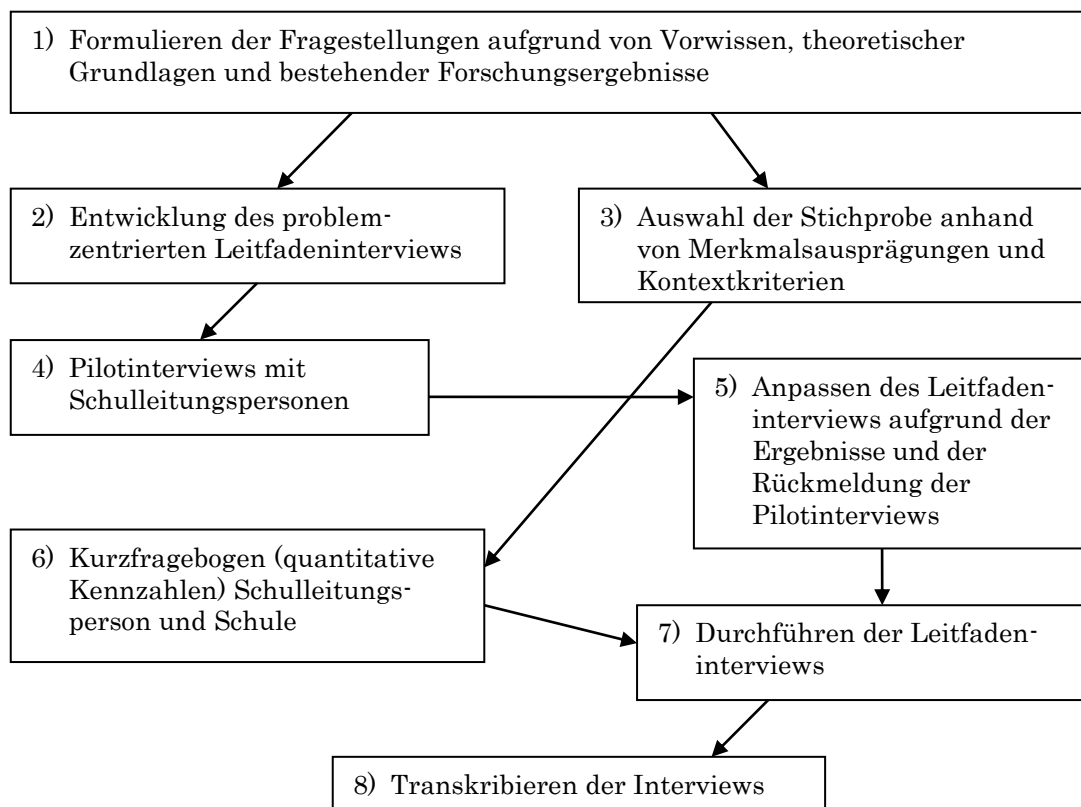 1) Formulieren der Fragestellungen aufgrund von Vorwissen, theoretischer
Grundlagen und bestehender Forschungsergebnisse
2) Entwicklung des problem-
zentrierten Leitfadeninterviews
3) Auswahl der Stichprobe anhand
von Merkmalsausprägungen und
Kontextkriterien
4) Pilotinterviews mit
Schulleitungspersonen
5) Anpassen des Leitfaden-
interviews aufgrund der
Ergebnisse und der
Rückmeldung der
Pilotinterviews
6) Kurzfragebogen (quantitative
Kennzahlen) Schulleitungs-
person und Schule
7) Durchführen der Leitfaden-
interviews
8) Transkribieren der Interviews